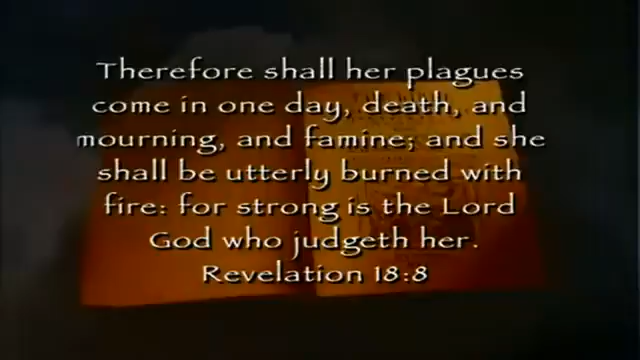 Therefore shall her plagues
come in one day, death, and
mourning, and famine; and she
shall be utterly burned with
fire: for strong is the Lord
God who judgeth her.
Revelation 18:8